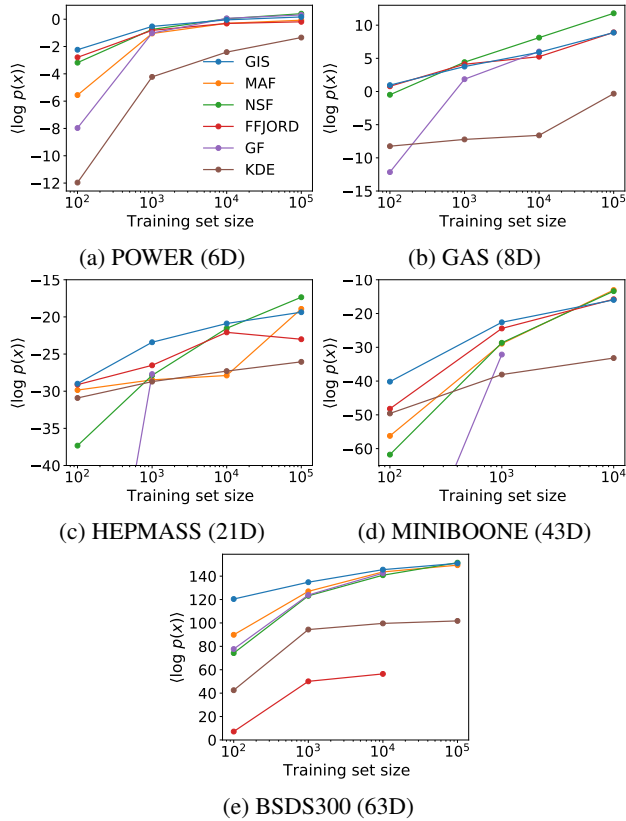 0
−2
−4
−6
−8
−10
−12
⟨log p(x)⟩
GIS
MAF
NSF
FFJORD
GF
KDE
10² 10³ 10⁴ 10⁵
Training set size
(a) POWER (6D)
20
15
10
5
0
−5
−10
−15
⟨log p(x)⟩
10² 10³ 10⁴ 10⁵
Training set size
(b) GAS (8D)
−15
−20
−25
−30
−35
−40
⟨log p(x)⟩
10² 10³ 10⁴ 10⁵
Training set size
(c) HEPMASS (21D)
−10
−20
−30
−40
−50
−60
⟨log p(x)⟩
10² 10³ 10⁴
Training set size
(d) MINIBOONE (43D)
140
120
100
80
60
40
20
0
⟨log p(x)⟩
10² 10³ 10⁴ 10⁵
Training set size
(e) BSDS300 (63D)